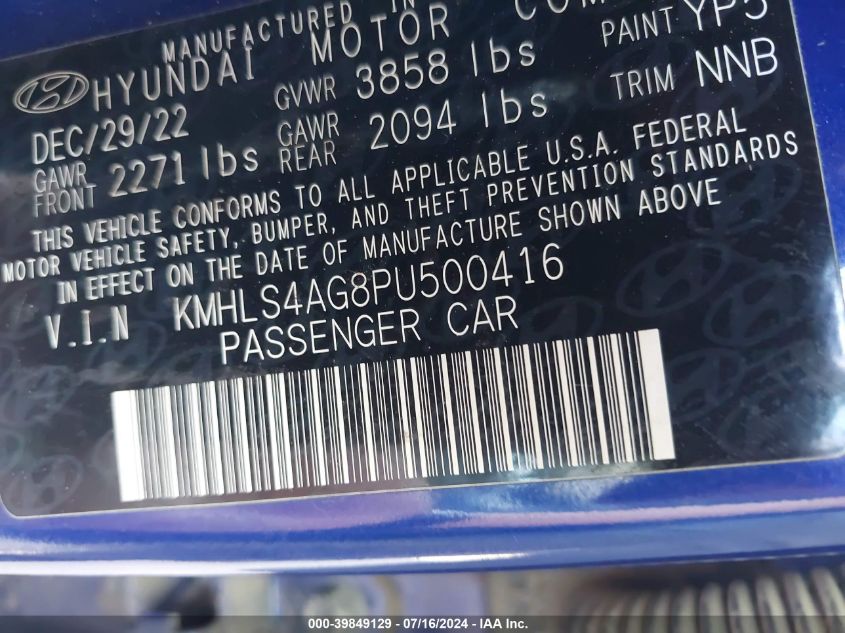 MANUFACTURED IN
HYUNDAI MOTOR
DEC/29/22 GVWR 3858 lbs PAINT YP5
GAWR FRONT 2271 lbs GAWR REAR 2094 lbs TRIM NNB
THIS VEHICLE CONFORMS TO ALL APPLICABLE U.S.A. FEDERAL
MOTOR VEHICLE SAFETY, BUMPER, AND THEFT PREVENTION STANDARDS
IN EFFECT ON THE DATE OF MANUFACTURE SHOWN ABOVE
V.I.N KMHLS4AG8PU500416
PASSENGER CAR
000-39849129 - 07/16/2024 - IAA Inc.